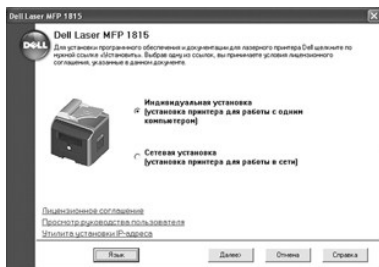 Dell Laser MFP 1815
Dell Laser MFP 1815
Для установки программного обеспечения и документации для лазерного принтера Dell щелкните по
нужной ссылке «Установить». Выбрав одну из ссылок, вы принимаете условия лицензионного
соглашения, указанные в данном документе.
DELL
Индивидуальная установка
(установка принтера для работы с одним
компьютером)
Сетевая установка
(установка принтера для работы в сети)
Лицензионное соглашение
Просмотр руководства пользователя
Утилита установки IP-адреса
Язык
Далее>
Отмена
Справка